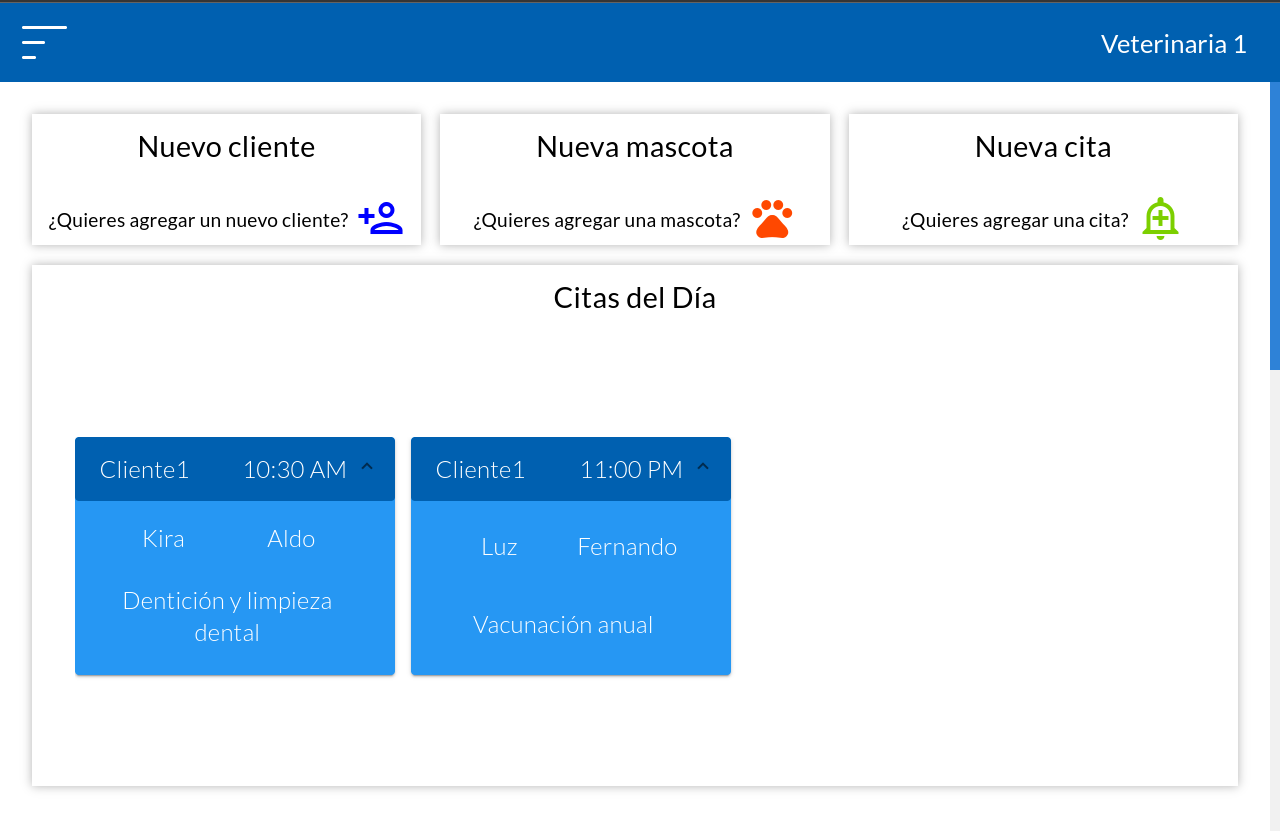 Veterinaria 1
Nuevo cliente
¿Quieres agregar un nuevo cliente?
Nueva mascota
¿Quieres agregar una mascota?
Nueva cita
¿Quieres agregar una cita?
Citas del Día
Cliente1 10:30 AM
Kira Aldo
Dentición y limpieza
dental
Cliente1 11:00 PM
Luz Fernando
Vacunación anual